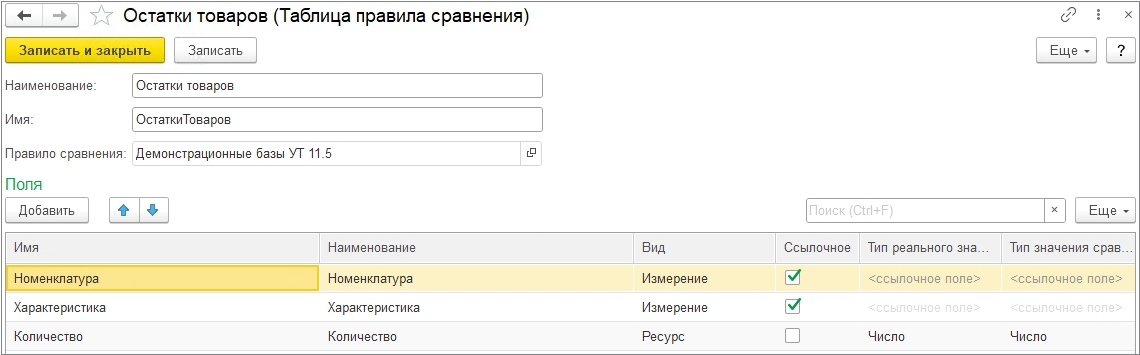 Остатки товаров (Таблица правила сравнения)
Записать и закрыть Записать Еще ?
Наименование: Остатки товаров
Имя: ОстаткиТоваров
Правило сравнения: Демонстрационные базы УТ 11.5
Поля
Добавить Поиск (Ctrl+F) × Еще
Имя Наименование Вид Ссылочное Тип реального зна... Тип значения срав...
Номенклатура Номенклатура Измерение <ссылочное поле> <ссылочное поле>
Характеристика Характеристика Измерение <ссылочное поле> <ссылочное поле>
Количество Количество Ресурс Число Число